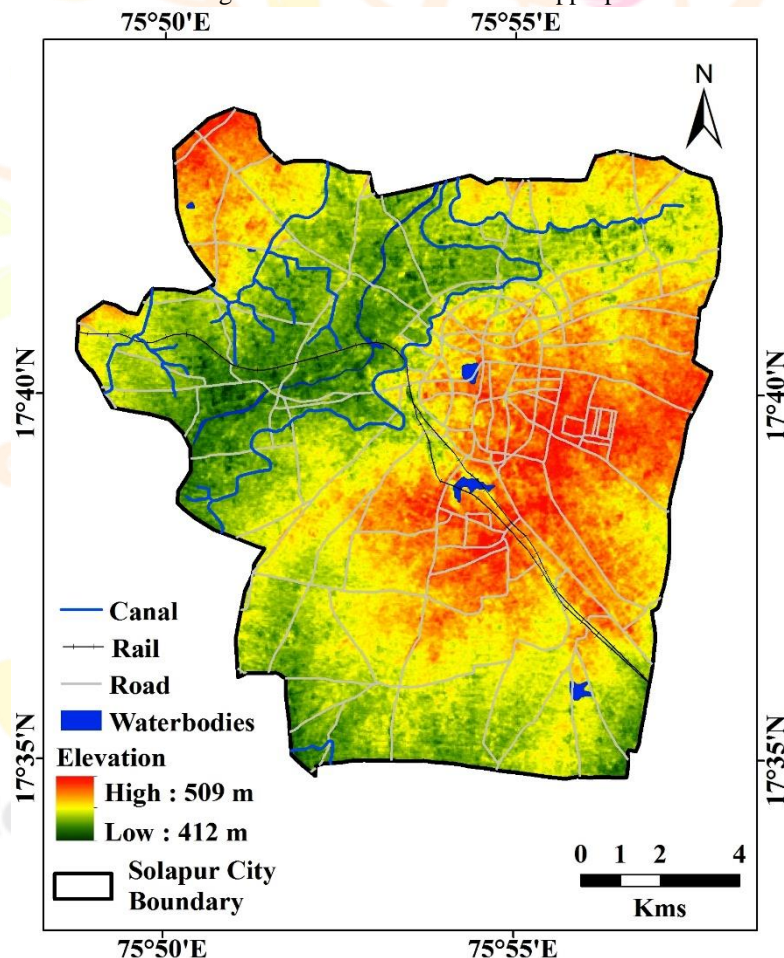 75°50'E 75°55'E
N
17°40'N 17°40'N
Canal
Rail
Road
Waterbodies
Elevation
High : 509 m
Low : 412 m
Solapur City
Boundary
17°35'N 17°35'N
0 1 2 4
Kms
75°50'E 75°55'E